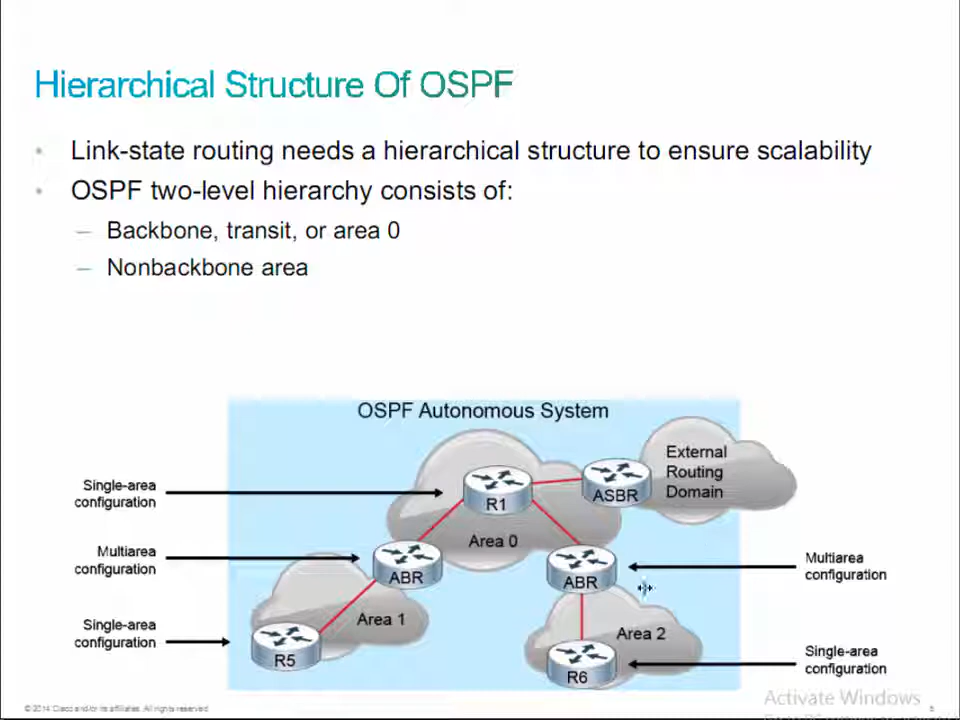 Hierarchical Structure Of OSPF
• Link-state routing needs a hierarchical structure to ensure scalability
• OSPF two-level hierarchy consists of:
– Backbone, transit, or area 0
– Nonbackbone area
OSPF Autonomous System
External
Routing
Domain
Single-area
configuration
R1
ASBR
Area 0
Multiarea
configuration
ABR
ABR
Multiarea
configuration
Single-area
configuration
Area 1
R5
Area 2
R6
Single-area
configuration
© 2014 Cisco and/or its affiliates. All rights reserved.
Activate Windows